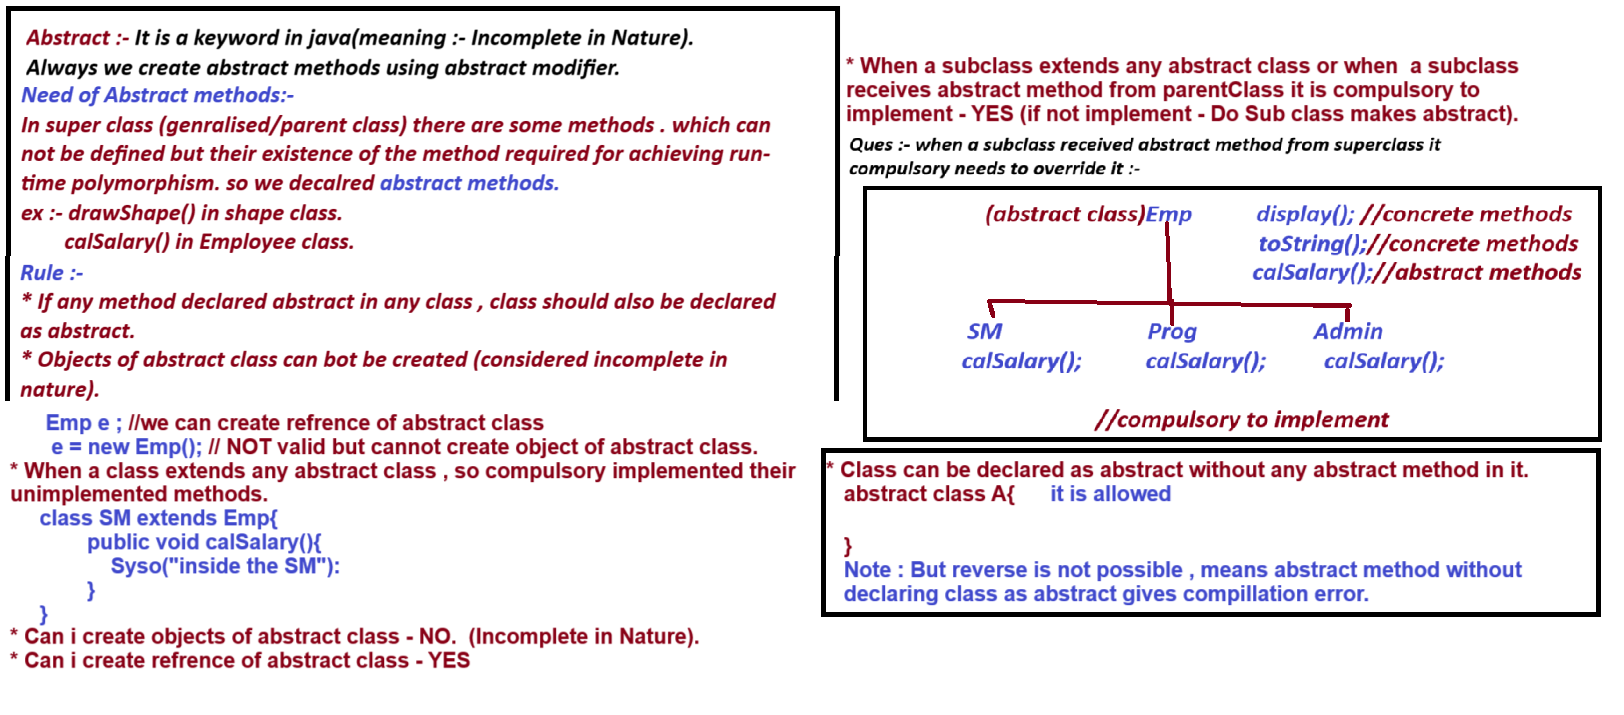 Abstract :- It is a keyword in java(meaning :- Incomplete in Nature).
Always we create abstract methods using abstract modifier.
Need of Abstract methods:-
In super class (genralised/parent class) there are some methods . which can
not be defined but their existence of the method required for achieving run-
time polymorphism. so we decalred abstract methods.
ex :- drawShape() in shape class.
calSalary() in Employee class.
Rule :-
* If any method declared abstract in any class , class should also be declared
as abstract.
* Objects of abstract class can bot be created (considered incomplete in
nature).
Emp e ; //we can create refrence of abstract class
e = new Emp(); // NOT valid but cannot create object of abstract class.
* When a class extends any abstract class , so compulsory implemented their
unimplemented methods.
class SM extends Emp{
public void calSalary(){
Syso("inside the SM"):
}
}
* Can i create objects of abstract class - NO.  (Incomplete in Nature).
* Can i create refrence of abstract class - YES
* When a subclass extends any abstract class or when  a subclass
receives abstract method from parentClass it is compulsory to
implement - YES (if not implement - Do Sub class makes abstract).
Ques :- when a subclass received abstract method from superclass it
compulsory needs to override it :-
(abstract class)Emp display(); //concrete methods
toString();//concrete methods
calSalary();//abstract methods
SM Prog Admin
calSalary(); calSalary(); calSalary();
//compulsory to implement
* Class can be declared as abstract without any abstract method in it.
abstract class A{ it is allowed
}
Note : But reverse is not possible , means abstract method without
declaring class as abstract gives compillation error.